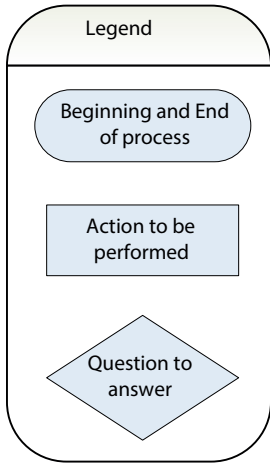 Legend
Beginning and End
of process
Action to be
performed
Question to
answer